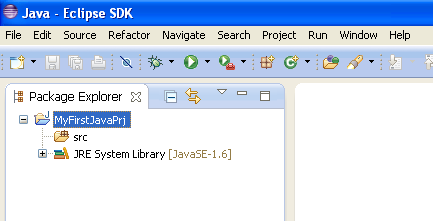 Java - Eclipse SDK
File Edit Source Refactor Navigate Search Project Run Window Help
Package Explorer
MyFirstJavaPrj
src
JRE System Library [JavaSE-1.6]